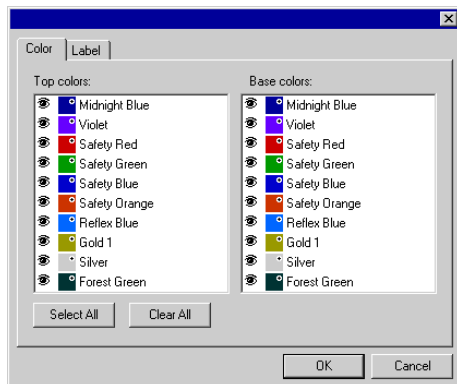 Color Label
Top colors: Base colors:
Midnight Blue Midnight Blue
Violet Violet
Safety Red Safety Red
Safety Green Safety Green
Safety Blue Safety Blue
Safety Orange Safety Orange
Reflex Blue Reflex Blue
Gold 1 Gold 1
Silver Silver
Forest Green Forest Green
Select All Clear All
OK Cancel